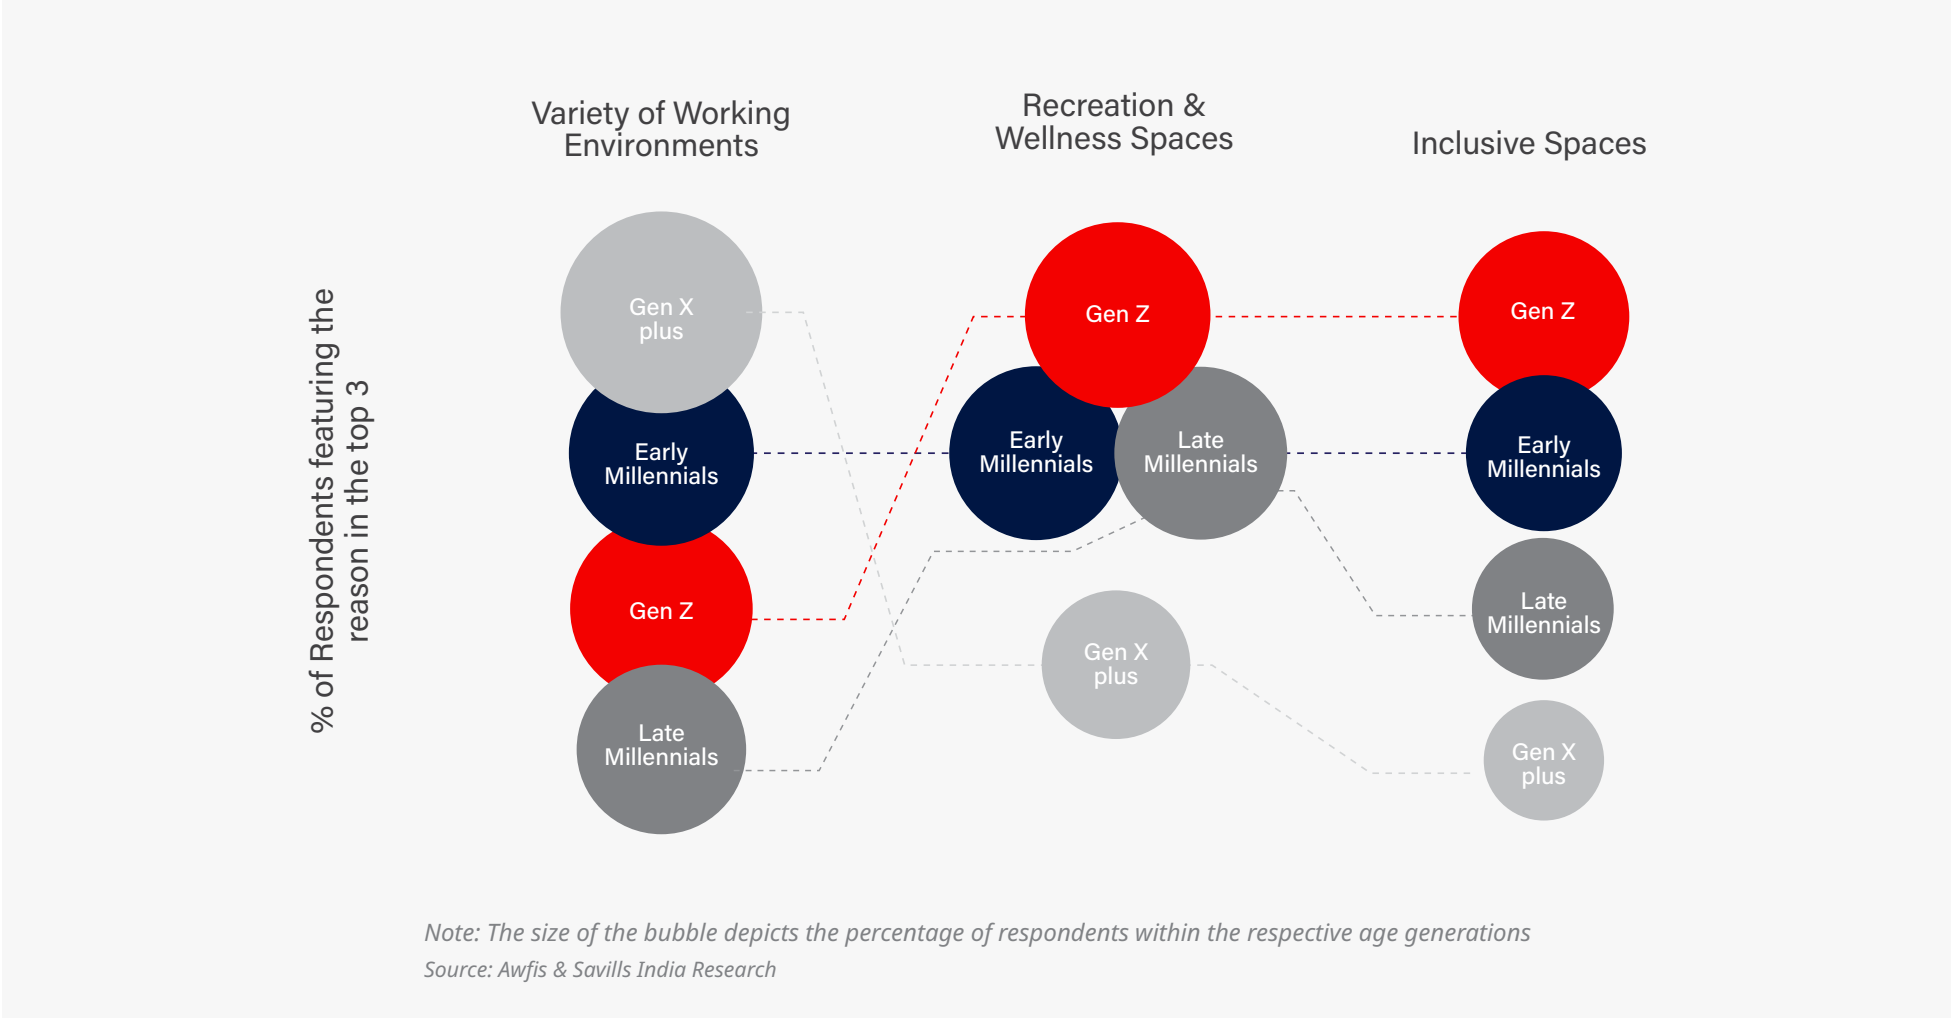 Variety of Working
Environments
Recreation &
Wellness Spaces
Inclusive Spaces
% of Respondents featuring the
reason in the top 3
Gen X
plus
Early
Millennials
Gen Z
Late
Millennials
Gen Z
Early
Millennials
Late
Millennials
Gen X
plus
Gen Z
Early
Millennials
Late
Millennials
Gen X
plus
Note: The size of the bubble depicts the percentage of respondents within the respective age generations
Source: Awfis & Savills India Research